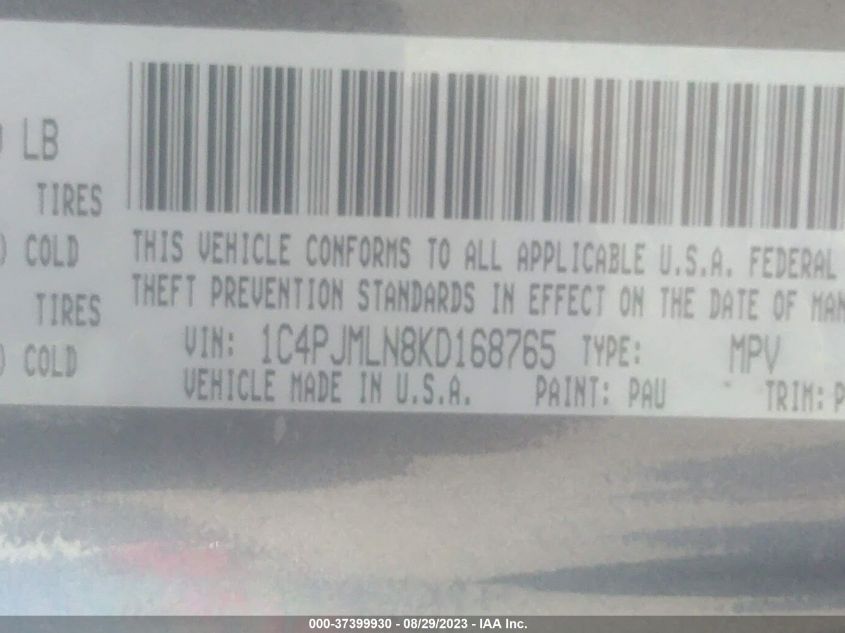 LB
TIRES
COLD
TIRES
COLD
THIS VEHICLE CONFORMS TO ALL APPLICABLE U.S.A. FEDERAL
THEFT PREVENTION STANDARDS IN EFFECT ON THE DATE OF MAN
VIN: 1C4PJMLN8KD168765 TYPE: MPV
VEHICLE MADE IN U.S.A. PAINT: PAU TRIM: P
000-37399930 - 08/29/2023 - IAA Inc.